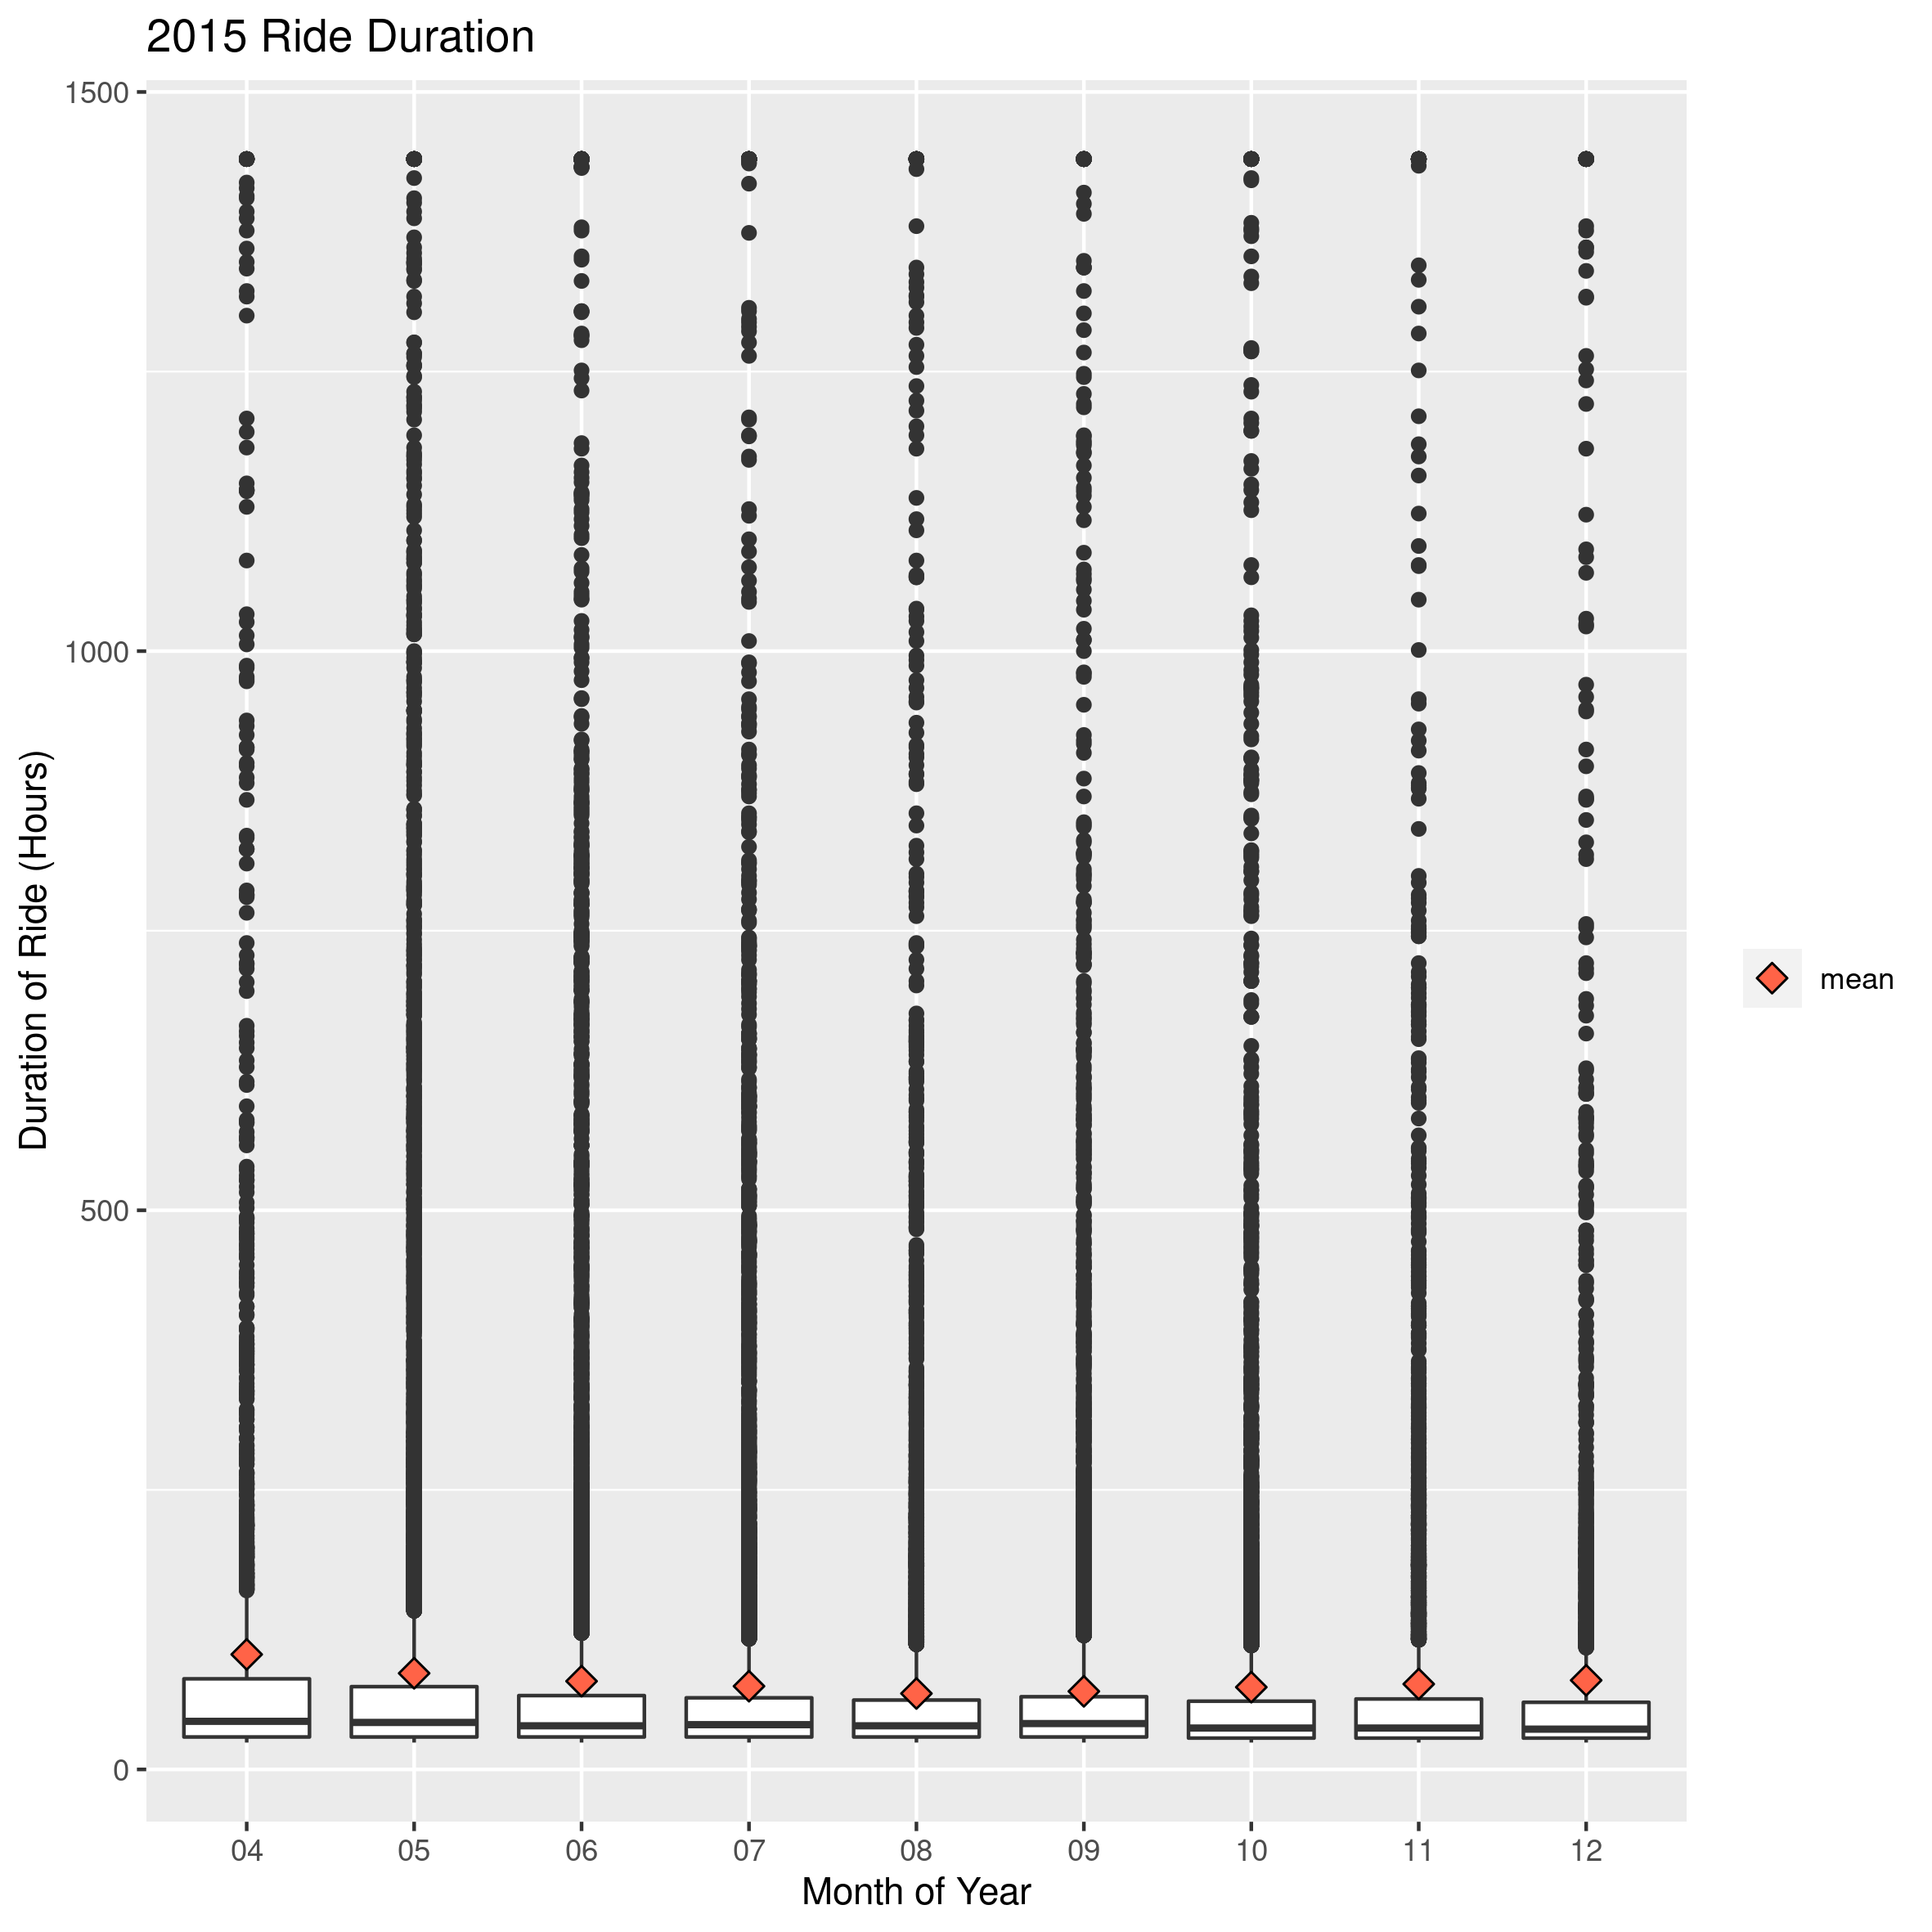 2015 Ride Duration
1500
1000
500
0
Duration of Ride (Hours)
04 05 06 07 08 09 10 11 12
Month of Year
mean